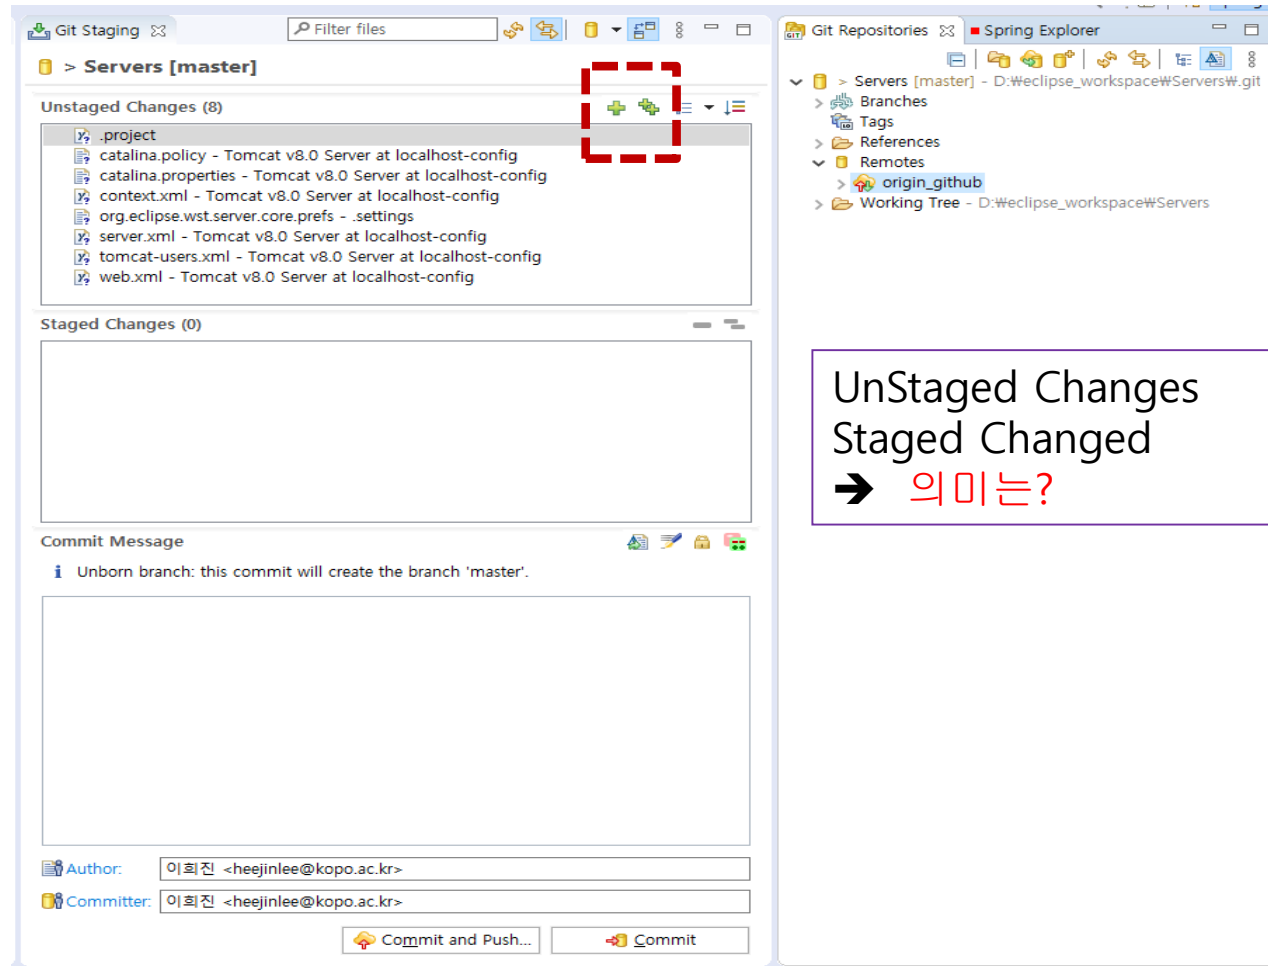 Git Staging
Filter files
> Servers [master]
Unstaged Changes (8)
.project
catalina.policy - Tomcat v8.0 Server at localhost-config
catalina.properties - Tomcat v8.0 Server at localhost-config
context.xml - Tomcat v8.0 Server at localhost-config
org.eclipse.wst.server.core.prefs - .settings
server.xml - Tomcat v8.0 Server at localhost-config
tomcat-users.xml - Tomcat v8.0 Server at localhost-config
web.xml - Tomcat v8.0 Server at localhost-config
Staged Changes (0)
Commit Message
Unborn branch: this commit will create the branch 'master'.
Author: 이희진 <heejinlee@kopo.ac.kr>
Committer: 이희진 <heejinlee@kopo.ac.kr>
Commit and Push...
Commit
Git Repositories
Spring Explorer
> Servers [master] - D:₩eclipse_workspace₩Servers₩.git
Branches
Tags
References
Remotes
origin_github
Working Tree - D:₩eclipse_workspace₩Servers
UnStaged Changes
Staged Changed
➔ 의미는?